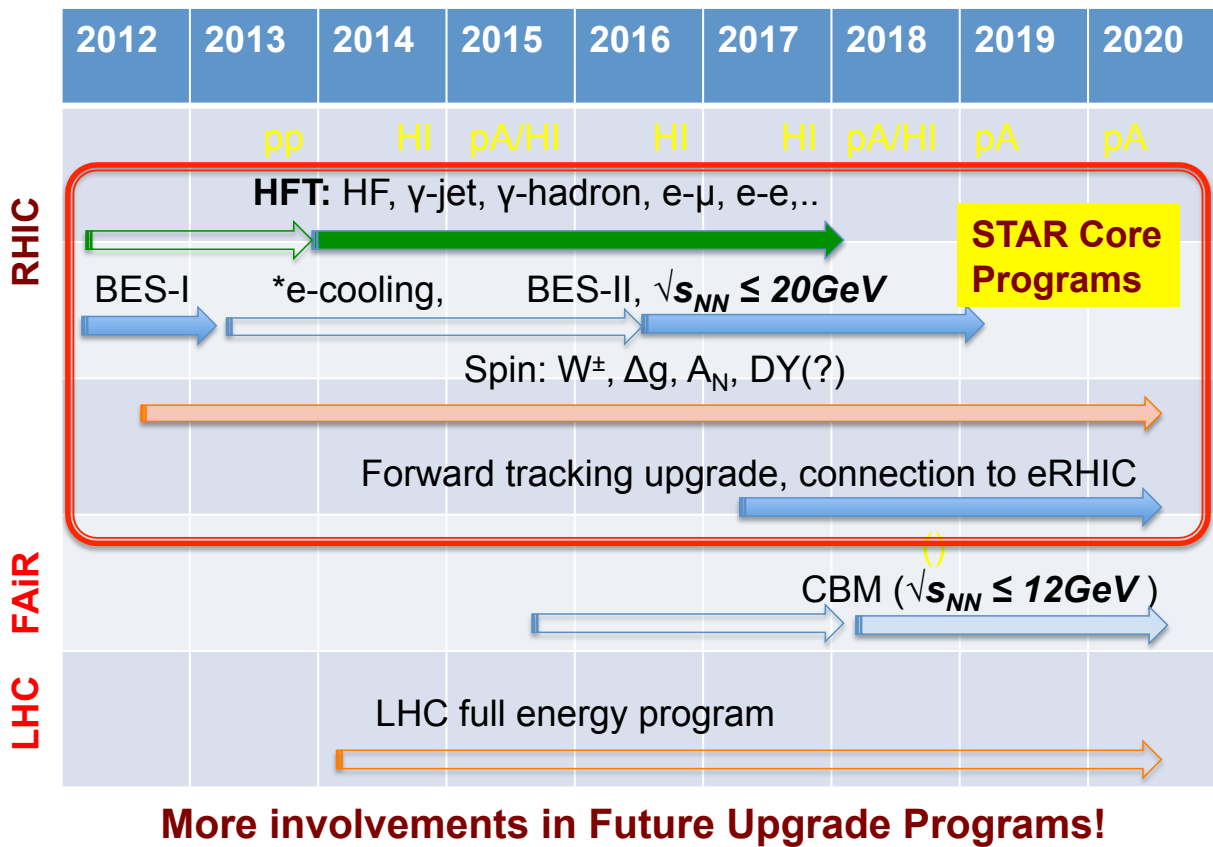 2012 2013 2014 2015 2016 2017 2018 2019 2020
pp HI pA/HI HI HI pA/HI pA pA
RHIC
HFT: HF, γ-jet, γ-hadron, e-μ, e-e,..
STAR Core
Programs
BES-I *e-cooling, BES-II, √sNN ≤ 20GeV
Spin: W±, Δg, AN, DY(?)
Forward tracking upgrade, connection to eRHIC
()
FAiR
CBM (√sNN ≤ 12GeV )
LHC
LHC full energy program
More involvements in Future Upgrade Programs!